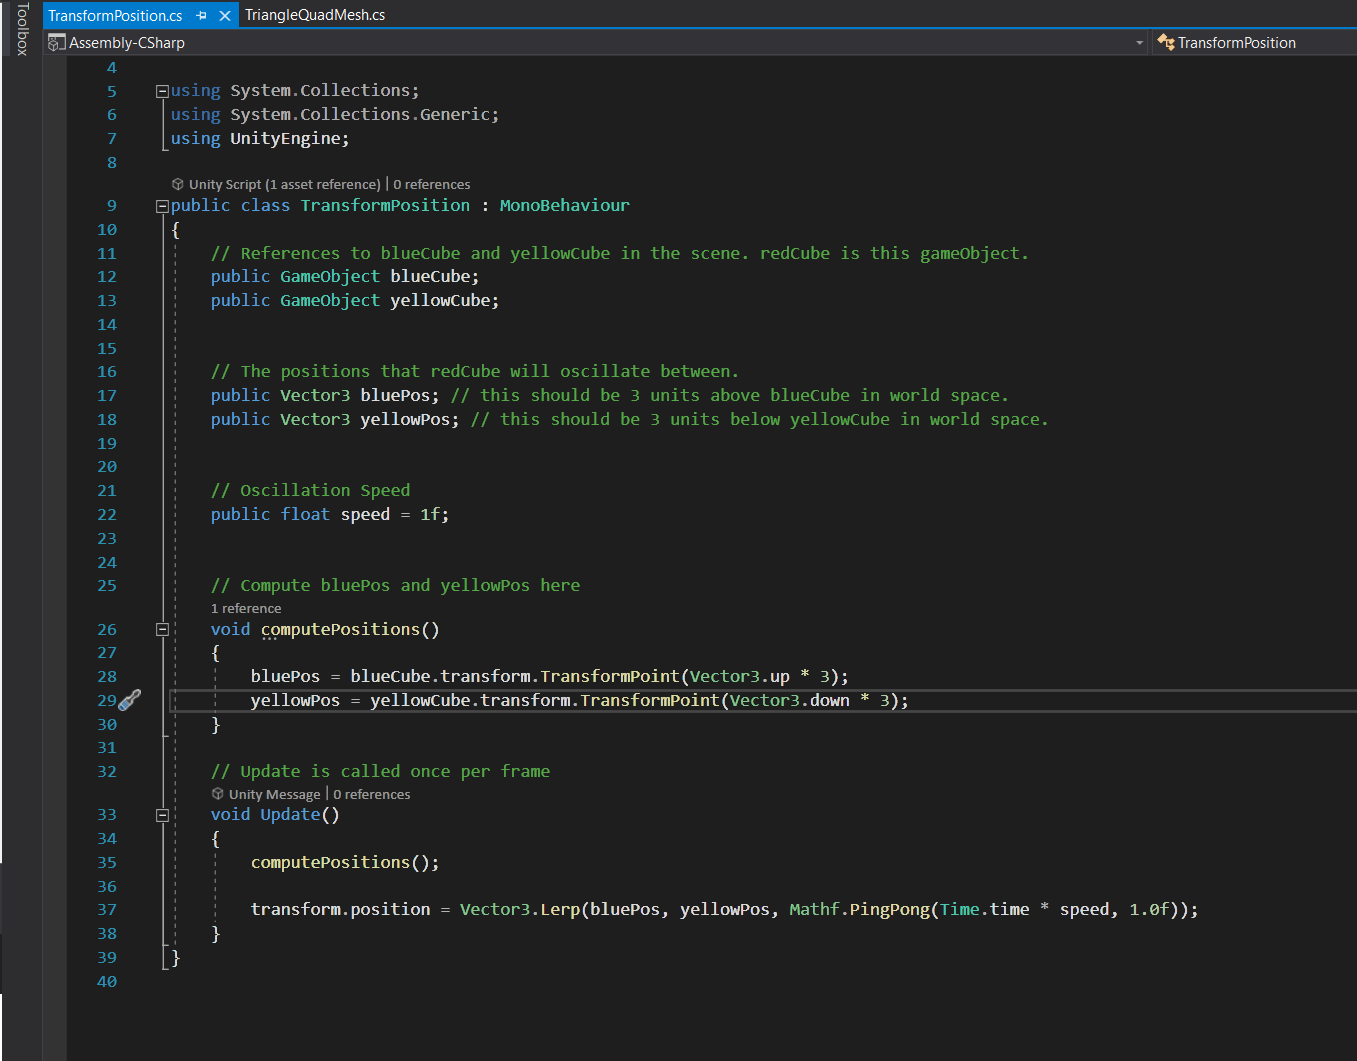 Toolbox
TransformPosition.cs TriangleQuadMesh.cs
Assembly-CSharp TransformPosition
4
5 using System.Collections;
6 using System.Collections.Generic;
7 using UnityEngine;
8
Unity Script (1 asset reference) | 0 references
9 public class TransformPosition : MonoBehaviour
10 {
11 // References to blueCube and yellowCube in the scene. redCube is this gameObject.
12 public GameObject blueCube;
13 public GameObject yellowCube;
14
15
16 // The positions that redCube will oscillate between.
17 public Vector3 bluePos; // this should be 3 units above blueCube in world space.
18 public Vector3 yellowPos; // this should be 3 units below yellowCube in world space.
19
20
21 // Oscillation Speed
22 public float speed = 1f;
23
24
25 // Compute bluePos and yellowPos here
1 reference
26 void computePositions()
27 {
28 bluePos = blueCube.transform.TransformPoint(Vector3.up * 3);
29 yellowPos = yellowCube.transform.TransformPoint(Vector3.down * 3);
30 }
31
32 // Update is called once per frame
Unity Message | 0 references
33 void Update()
34 {
35 computePositions();
36
37 transform.position = Vector3.Lerp(bluePos, yellowPos, Mathf.PingPong(Time.time * speed, 1.0f));
38 }
39 }
40